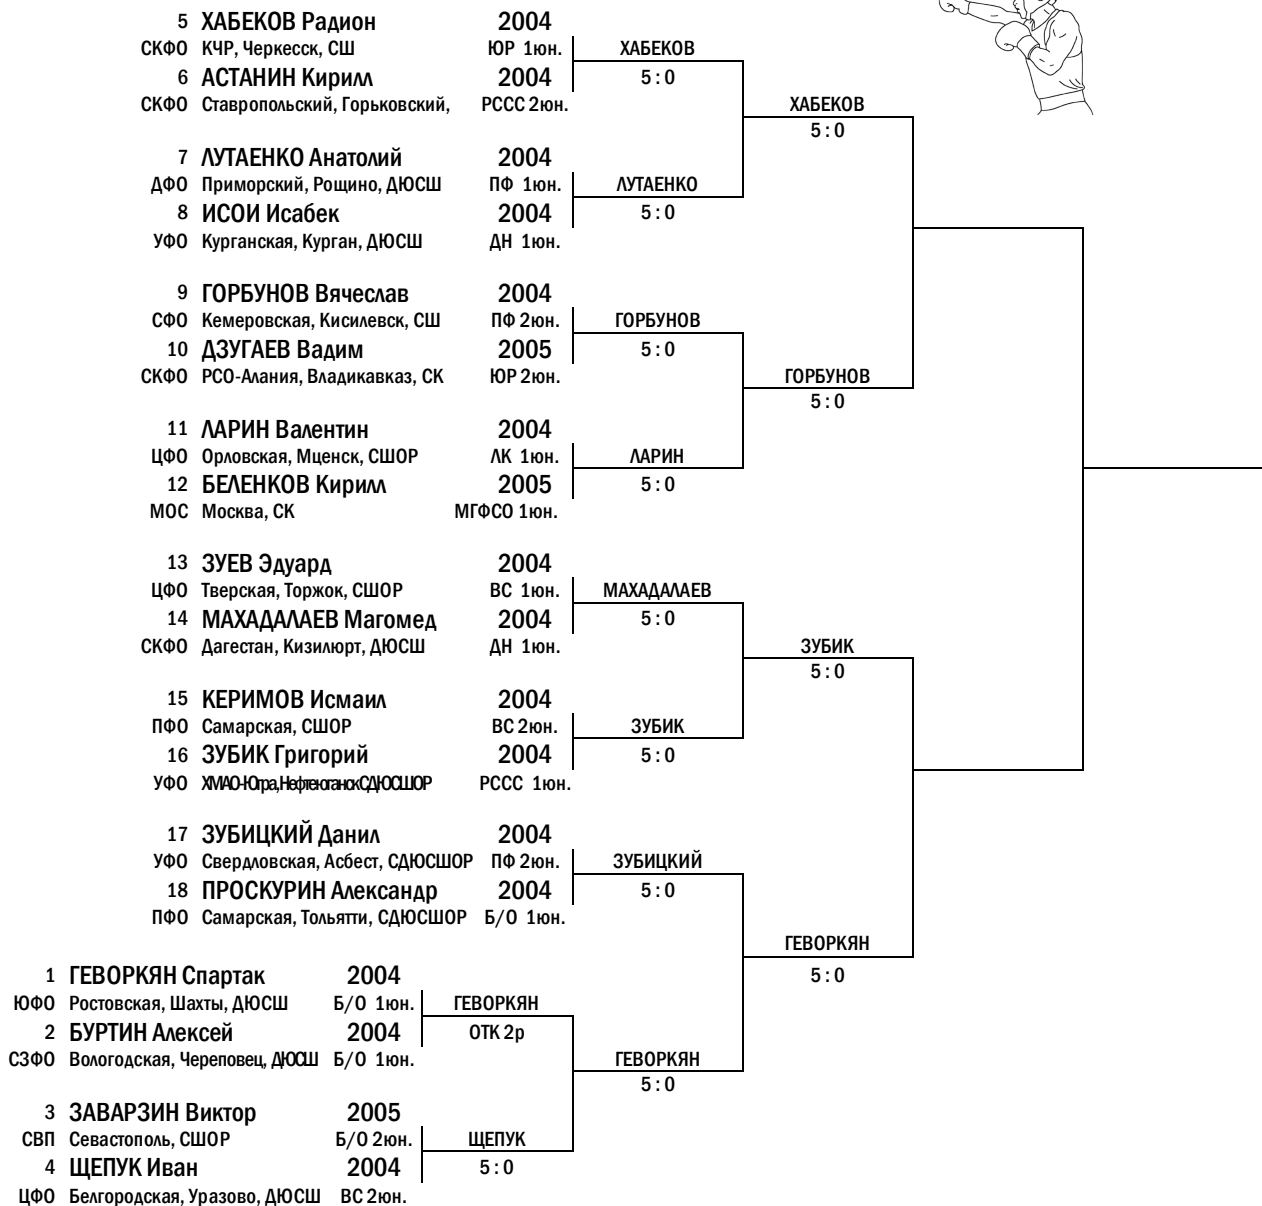 5 ХАБЕКОВ Радион 2004
СКФО КЧР, Черкесск, СШ ЮР 1юн. ХАБЕКОВ
6 АСТАНИН Кирилл 2004 5 : 0
СКФО Ставропольский, Горьковский, РССС 2юн. ХАБЕКОВ
5 : 0
7 ЛУТАЕНКО Анатолий 2004
ДФО Приморский, Рощино, ДЮСШ ПФ 1юн. ЛУТАЕНКО
8 ИСОИ Исабек 2004 5 : 0
УФО Курганская, Курган, ДЮСШ ДН 1юн.
9 ГОРБУНОВ Вячеслав 2004
СФО Кемеровская, Кисилевск, СШ ПФ 2юн. ГОРБУНОВ
10 ДЗУГАЕВ Вадим 2005 5 : 0
СКФО РСО-Алания, Владикавказ, СК ЮР 2юн. ГОРБУНОВ
5 : 0
11 ЛАРИН Валентин 2004
ЦФО Орловская, Мценск, СШОР ЛК 1юн. ЛАРИН
12 БЕЛЕНКОВ Кирилл 2005 5 : 0
МОС Москва, СК МГФСО 1юн.
13 ЗУЕВ Эдуард 2004
ЦФО Тверская, Торжок, СШОР ВС 1юн. МАХАДАЛАЕВ
14 МАХАДАЛАЕВ Магомед 2004 5 : 0
СКФО Дагестан, Кизилюрт, ДЮСШ ДН 1юн. ЗУБИК
5 : 0
15 КЕРИМОВ Исмаил 2004
ПФО Самарская, СШОР ВС 2юн. ЗУБИК
16 ЗУБИК Григорий 2004 5 : 0
УФО ХМАО-Югра,Нефтеюганск СДЮСШОР РССС 1юн.
17 ЗУБИЦКИЙ Данил 2004
УФО Свердловская, Асбест, СДЮСШОР ПФ 2юн. ЗУБИЦКИЙ
18 ПРОСКУРИН Александр 2004 5 : 0
ПФО Самарская, Тольятти, СДЮСШОР Б/О 1юн.
ГЕВОРКЯН
1 ГЕВОРКЯН Спартак 2004 5 : 0
ЮФО Ростовская, Шахты, ДЮСШ Б/О 1юн. ГЕВОРКЯН
2 БУРТИН Алексей 2004 ОТК 2р
СЗФО Вологодская, Череповец, ДЮСШ Б/О 1юн. ГЕВОРКЯН
5 : 0
3 ЗАВАРЗИН Виктор 2005
СВП Севастополь, СШОР Б/О 2юн. ЩЕПУК
4 ЩЕПУК Иван 2004 5 : 0
ЦФО Белгородская, Уразово, ДЮСШ ВС 2юн.